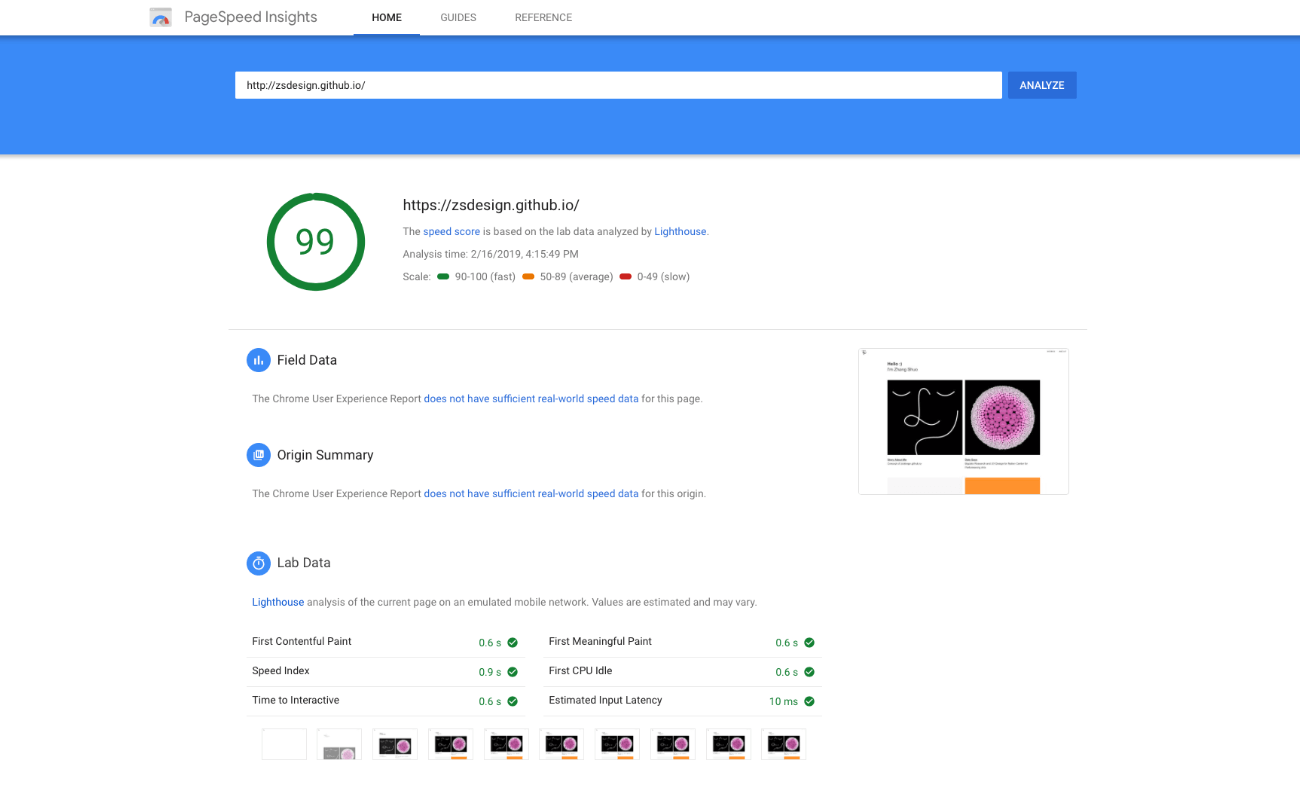 PageSpeed Insights HOME GUIDES REFERENCE
http://zsdesign.github.io/ ANALYZE
99
https://zsdesign.github.io/
The speed score is based on the lab data analyzed by Lighthouse.
Analysis time: 2/16/2019, 4:15:49 PM
Scale: 90-100 (fast) 50-89 (average) 0-49 (slow)
Field Data
The Chrome User Experience Report does not have sufficient real-world speed data for this page.
Hello :)
Origin Summary
The Chrome User Experience Report does not have sufficient real-world speed data for this origin.
Lab Data
Lighthouse analysis of the current page on an emulated mobile network. Values are estimated and may vary.
First Contentful Paint 0.6 s First Meaningful Paint 0.6 s
Speed Index 0.9 s First CPU Idle 0.6 s
Time to Interactive 0.6 s Estimated Input Latency 10 ms